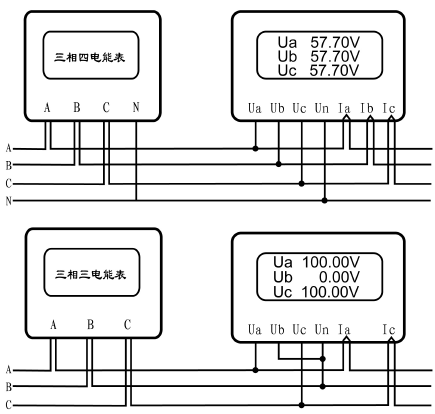 三相四电能表
A B C N
Ua 57.70V
Ub 57.70V
Uc 57.70V
Ua Ub Uc Un Ia Ib Ic
A
B
C
N
三相三电能表
A B C
Ua 100.00V
Ub 0.00V
Uc 100.00V
Ua Ub Uc Un Ia Ic
A
B
C